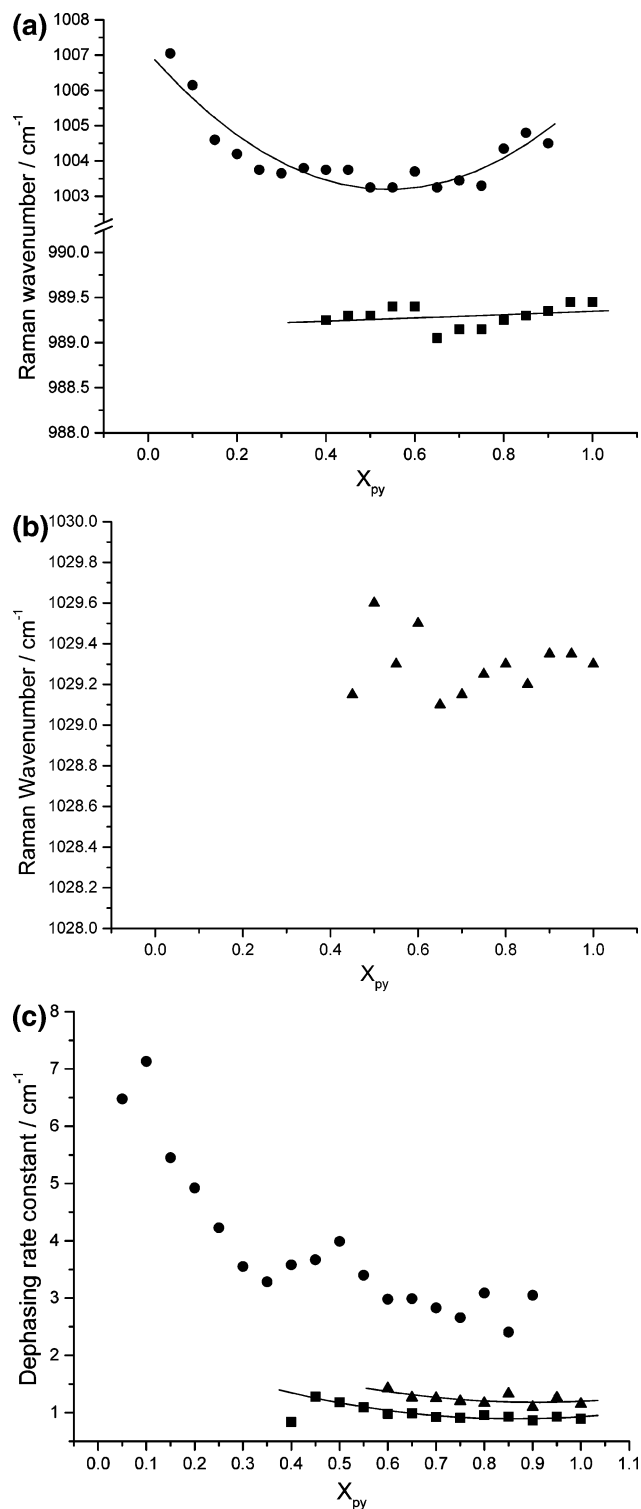 (a)
1008
1007
1006
1005
1004
1003
990.0
989.5
989.0
988.5
988.0
Raman wavenumber / cm⁻¹
0.0 0.2 0.4 0.6 0.8 1.0
X_py
(b)
1030.0
1029.8
1029.6
1029.4
1029.2
1029.0
1028.8
1028.6
1028.4
1028.2
1028.0
Raman Wavenumber / cm⁻¹
0.0 0.2 0.4 0.6 0.8 1.0
X_py
(c)
8
7
6
5
4
3
2
1
Dephasing rate constant / cm⁻¹
0.0 0.1 0.2 0.3 0.4 0.5 0.6 0.7 0.8 0.9 1.0 1.1
X_py